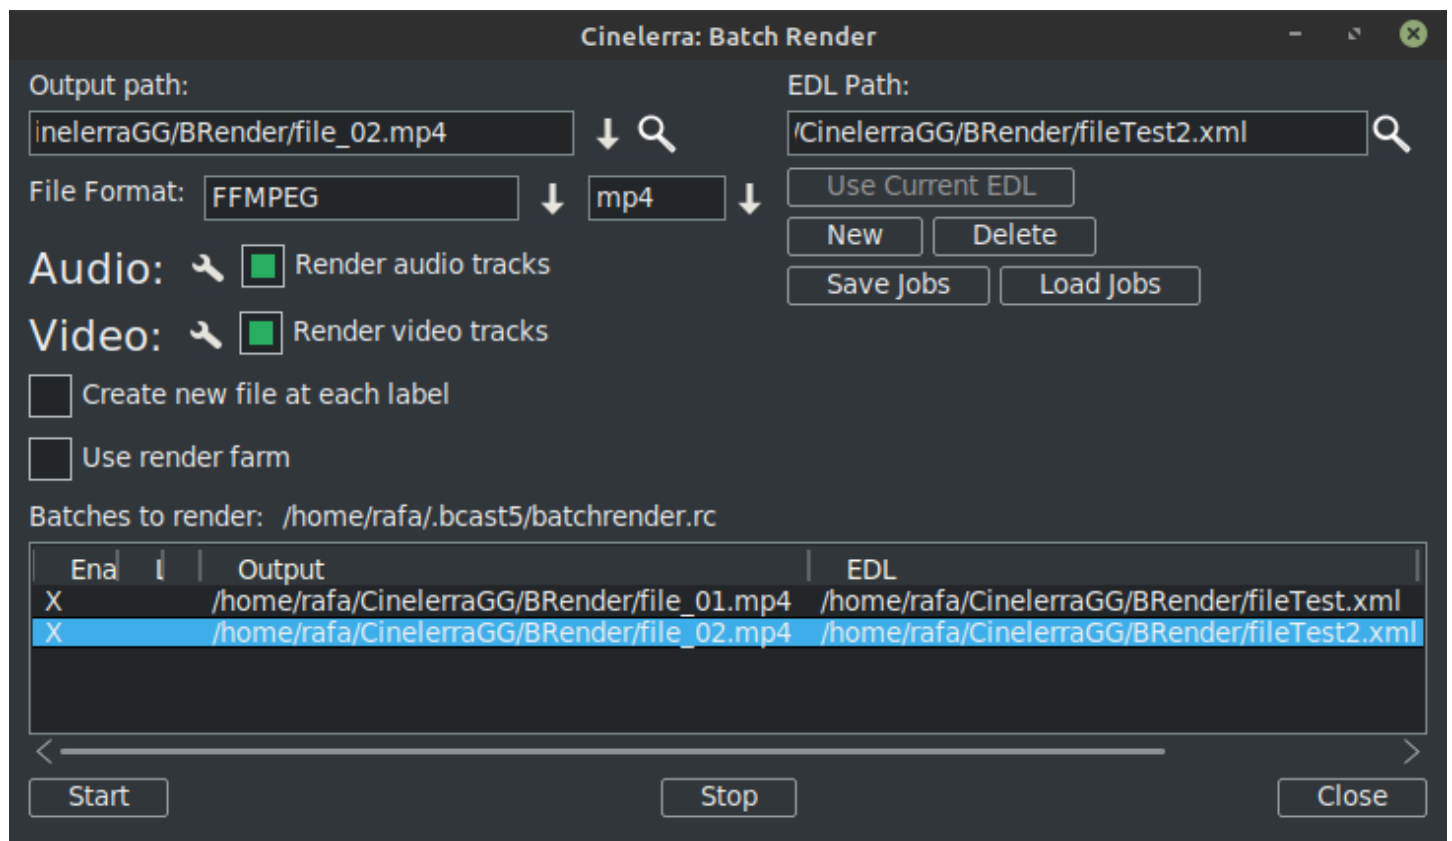 Cinelerra: Batch Render
Output path:
inelerraGG/BRender/file_02.mp4
File Format: FFMPEG mp4
Audio: Render audio tracks
Video: Render video tracks
Create new file at each label
Use render farm
EDL Path:
/CinelerraGG/BRender/fileTest2.xml
Use Current EDL
New Delete
Save Jobs Load Jobs
Batches to render: /home/rafa/.bcast5/batchrender.rc
Ena Output EDL
X /home/rafa/CinelerraGG/BRender/file_01.mp4 /home/rafa/CinelerraGG/BRender/fileTest.xml
X /home/rafa/CinelerraGG/BRender/file_02.mp4 /home/rafa/CinelerraGG/BRender/fileTest2.xml
Start Stop Close